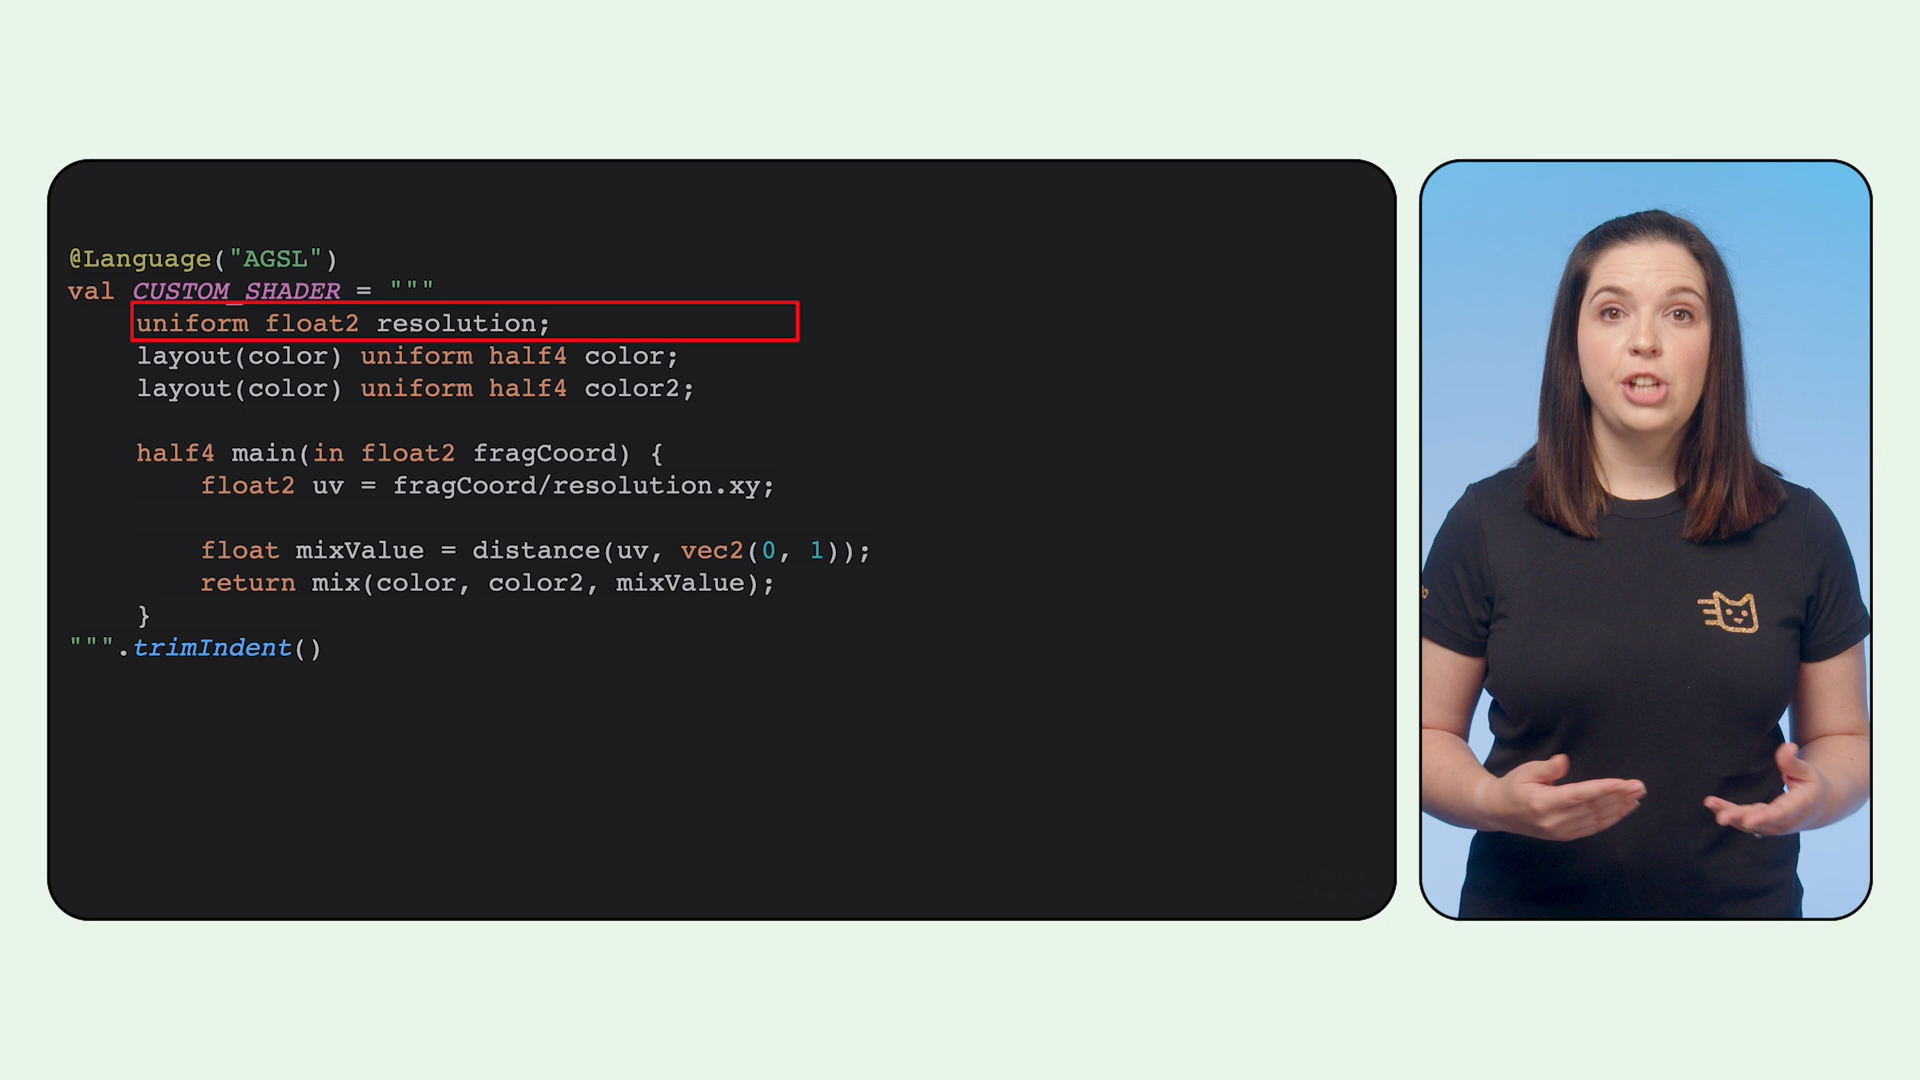 @Language("AGSL")
val CUSTOM_SHADER = """
uniform float2 resolution;
layout(color) uniform half4 color;
layout(color) uniform half4 color2;
half4 main(in float2 fragCoord) {
float2 uv = fragCoord/resolution.xy;
float mixValue = distance(uv, vec2(0, 1));
return mix(color, color2, mixValue);
}
""".trimIndent()